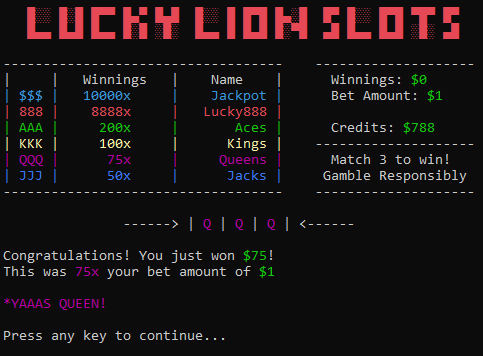 LUCKY LION SLOTS
---------------------------------- --------------------
| | Winnings | Name | Winnings: $0
| $$$ | 10000x | Jackpot | Bet Amount: $1
| 888 | 8888x | Lucky888 |
| AAA | 200x | Aces | Credits: $788
| KKK | 100x | Kings | --------------------
| QQQ | 75x | Queens | Match 3 to win!
| JJJ | 50x | Jacks | Gamble Responsibly
---------------------------------- --------------------
------> | Q | Q | Q | <------
Congratulations! You just won $75!
This was 75x your bet amount of $1
*YAAAS QUEEN!
Press any key to continue...